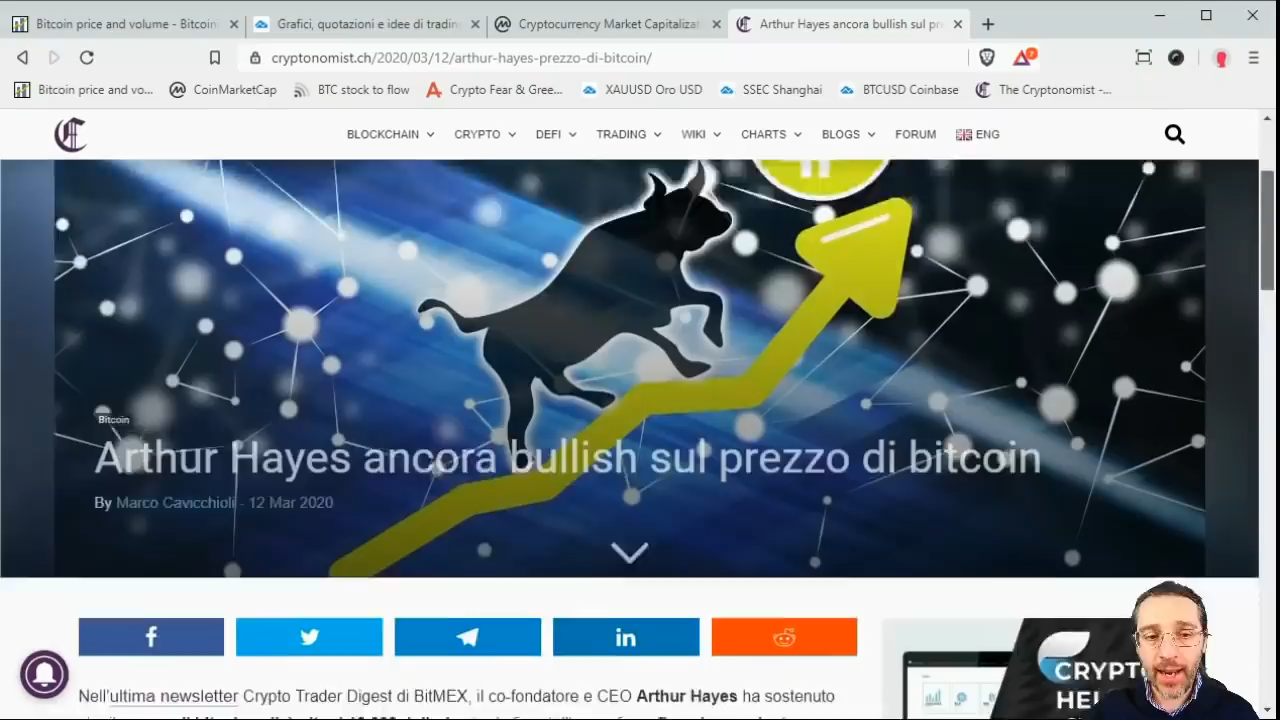 Bitcoin price and volume - Bitcoin
Grafici, quotazioni e idee di trading
Cryptocurrency Market Capitalizat
Arthur Hayes ancora bullish sul pre
cryptonomist.ch/2020/03/12/arthur-hayes-prezzo-di-bitcoin/
Bitcoin price and vo...
CoinMarketCap
BTC stock to flow
Crypto Fear & Gree...
XAUUSD Oro USD
SSEC Shanghai
BTCUSD Coinbase
The Cryptonomist -...
BLOCKCHAIN
CRYPTO
DEFI
TRADING
WIKI
CHARTS
BLOGS
FORUM
ENG
Bitcoin
Arthur Hayes ancora bullish sul prezzo di bitcoin
By Marco Cavicchioli - 12 Mar 2020
Nell'ultima newsletter Crypto Trader Digest di BitMEX, il co-fondatore e CEO Arthur Hayes ha sostenuto